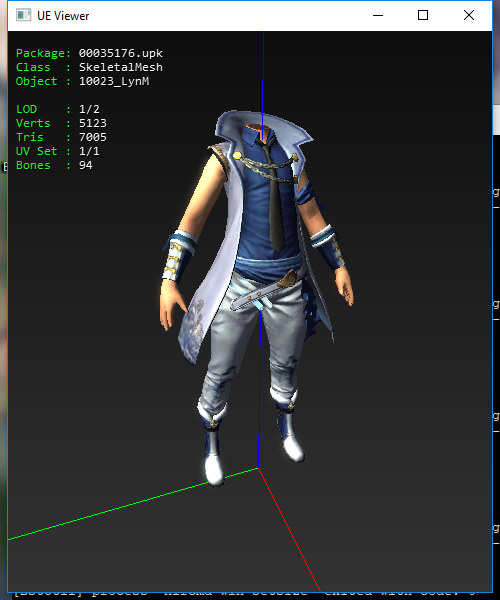 UE Viewer
Package: 00035176.upk
Class : SkeletalMesh
Object : 10023_LynM
LOD : 1/2
Verts : 5123
Tris : 7005
UV Set : 1/1
Bones : 94